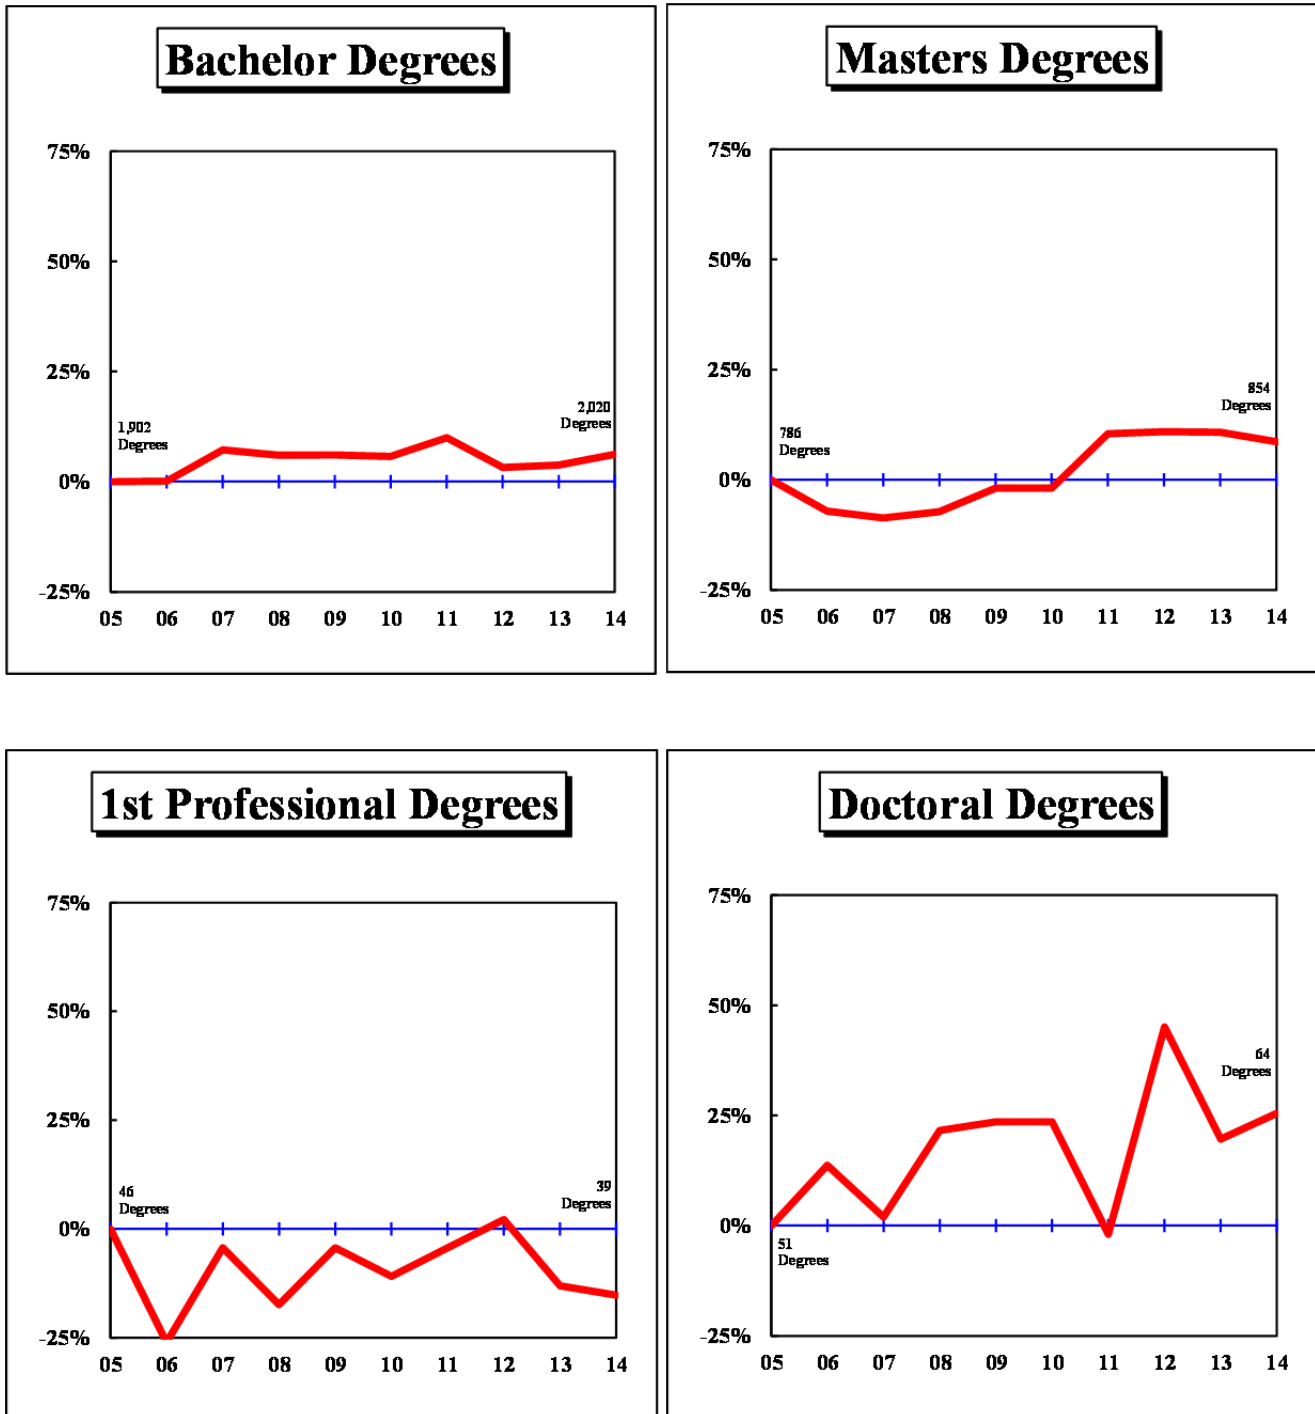 Bachelor Degrees
75%
50%
25%
0%
-25%
1,902
Degrees
2,020
Degrees
05 06 07 08 09 10 11 12 13 14
Masters Degrees
75%
50%
25%
0%
-25%
786
Degrees
854
Degrees
05 06 07 08 09 10 11 12 13 14
1st Professional Degrees
75%
50%
25%
0%
-25%
46
Degrees
39
Degrees
05 06 07 08 09 10 11 12 13 14
Doctoral Degrees
75%
50%
25%
0%
-25%
51
Degrees
64
Degrees
05 06 07 08 09 10 11 12 13 14